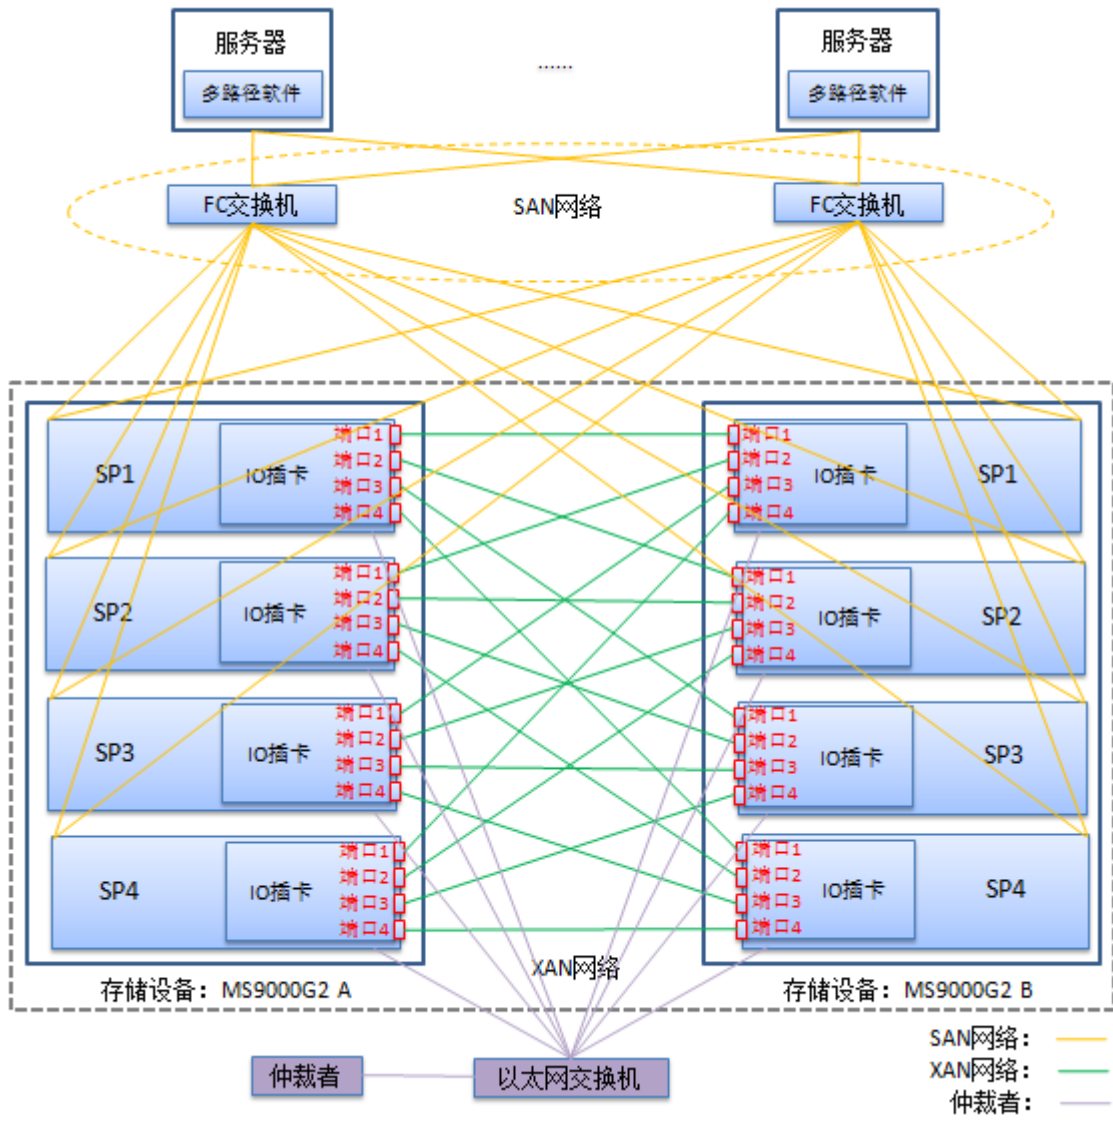 服务器
多路径软件
......
服务器
多路径软件
FC交换机
SAN网络
FC交换机
SP1
IO插卡
端口1
端口2
端口3
端口4
端口1
端口2
端口3
端口4
IO插卡
SP1
SP2
IO插卡
端口1
端口2
端口3
端口4
端口1
端口2
端口3
端口4
IO插卡
SP2
SP3
IO插卡
端口1
端口2
端口3
端口4
端口1
端口2
端口3
端口4
IO插卡
SP3
SP4
IO插卡
端口1
端口2
端口3
端口4
端口1
端口2
端口3
端口4
IO插卡
SP4
XAN网络
存储设备：MS9000G2 A
存储设备：MS9000G2 B
仲裁者
以太网交换机
SAN网络：
XAN网络：
仲裁者：